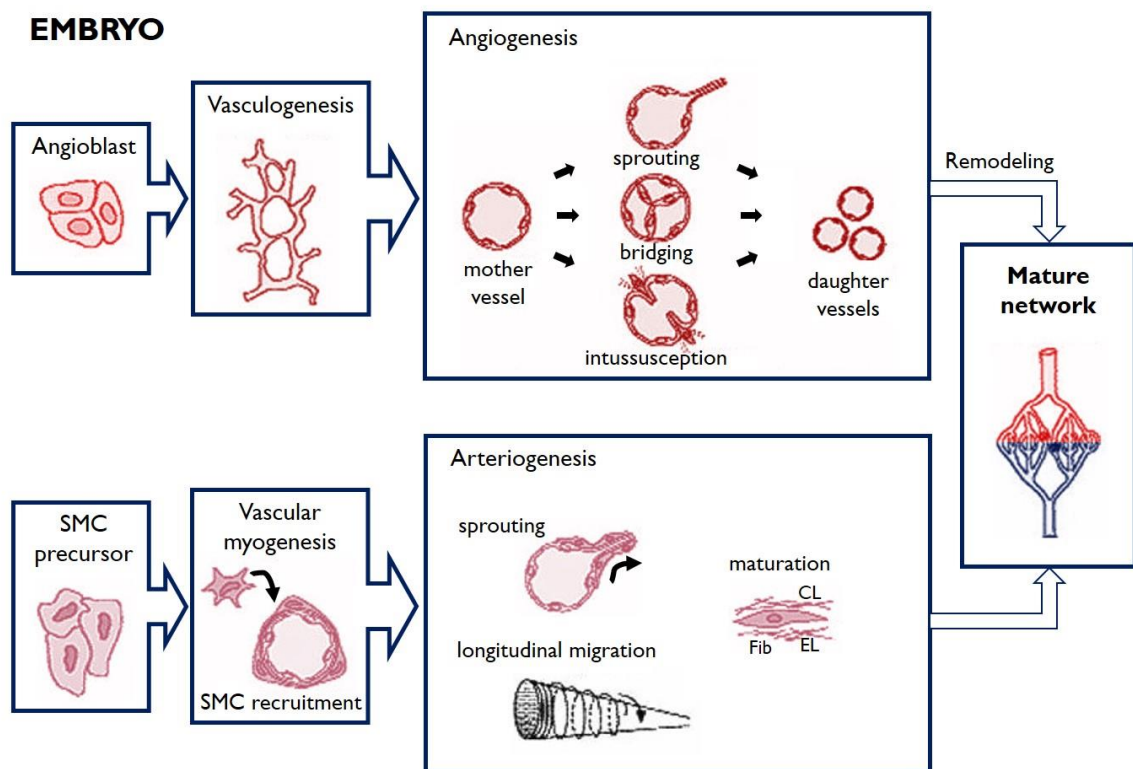 EMBRYO
Angioblast
Vasculogenesis
Angiogenesis
sprouting
mother
vessel
bridging
intussusception
daughter
vessels
Remodeling
Mature
network
SMC
precursor
Vascular
myogenesis
SMC recruitment
Arteriogenesis
sprouting
longitudinal migration
maturation
CL
Fib
EL